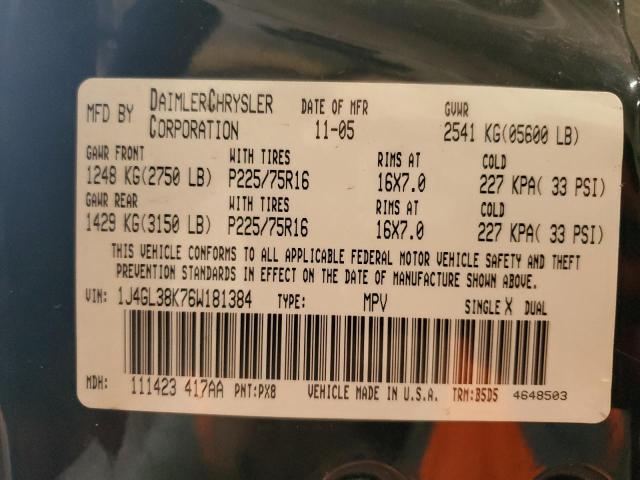 MFD BY DAIMLERCHRYSLER CORPORATION DATE OF MFR 11-05 GVWR 2541 KG(05600 LB)
GAWR FRONT WITH TIRES RIMS AT COLD
1248 KG(2750 LB) P225/75R16 16X7.0 227 KPA( 33 PSI)
GAWR REAR WITH TIRES RIMS AT COLD
1429 KG(3150 LB) P225/75R16 16X7.0 227 KPA( 33 PSI)
THIS VEHICLE CONFORMS TO ALL APPLICABLE FEDERAL MOTOR VEHICLE SAFETY AND THEFT
PREVENTION STANDARDS IN EFFECT ON THE DATE OF MANUFACTURE SHOWN ABOVE.
VIN: 1J4GL38K76W181384 TYPE: MPV SINGLE X DUAL
MDH: 111423 417AA PNT:PX8 VEHICLE MADE IN U.S.A. TRM:B5D5 4648503